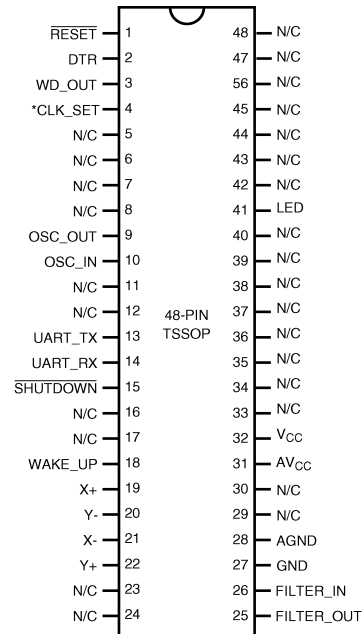 RESET 1 48 N/C
DTR 2 47 N/C
WD_OUT 3 56 N/C
*CLK_SET 4 45 N/C
N/C 5 44 N/C
N/C 6 43 N/C
N/C 7 42 N/C
N/C 8 41 LED
OSC_OUT 9 40 N/C
OSC_IN 10 39 N/C
N/C 11 38 N/C
N/C 12 37 N/C
48-PIN
TSSOP
UART_TX 13 36 N/C
UART_RX 14 35 N/C
SHUTDOWN 15 34 N/C
N/C 16 33 N/C
N/C 17 32 VCC
WAKE_UP 18 31 AVCC
X+ 19 30 N/C
Y- 20 29 N/C
X- 21 28 AGND
Y+ 22 27 GND
N/C 23 26 FILTER_IN
N/C 24 25 FILTER_OUT